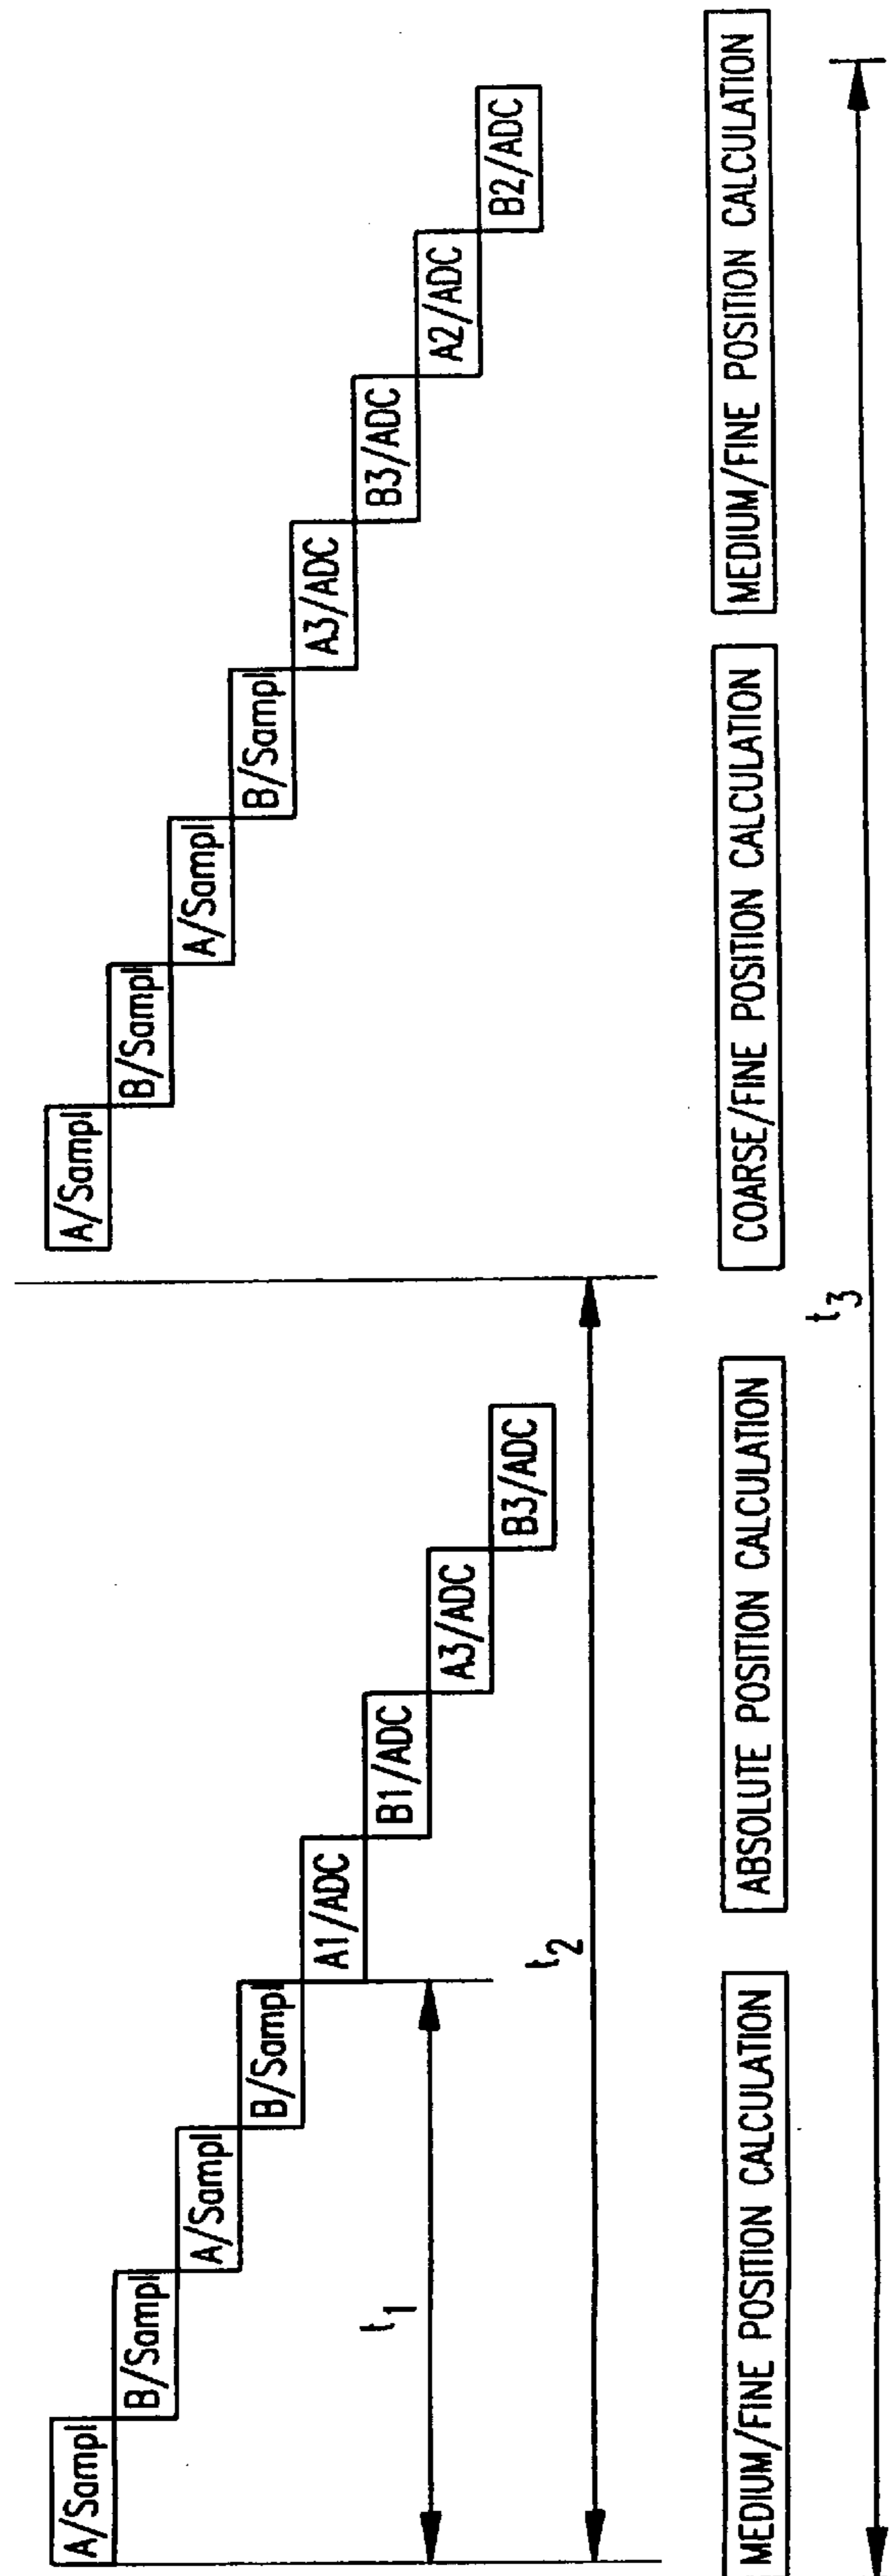 A/Sampl
B/Sampl
A/Sampl
B/Sampl
A1/ADC
B1/ADC
A3/ADC
B3/ADC
A/Sampl
B/Sampl
A/Sampl
B/Sampl
A3/ADC
B3/ADC
A2/ADC
B2/ADC
t1
t2
MEDIUM/FINE POSITION CALCULATION
ABSOLUTE POSITION CALCULATION
COARSE/FINE POSITION CALCULATION
MEDIUM/FINE POSITION CALCULATION
t3